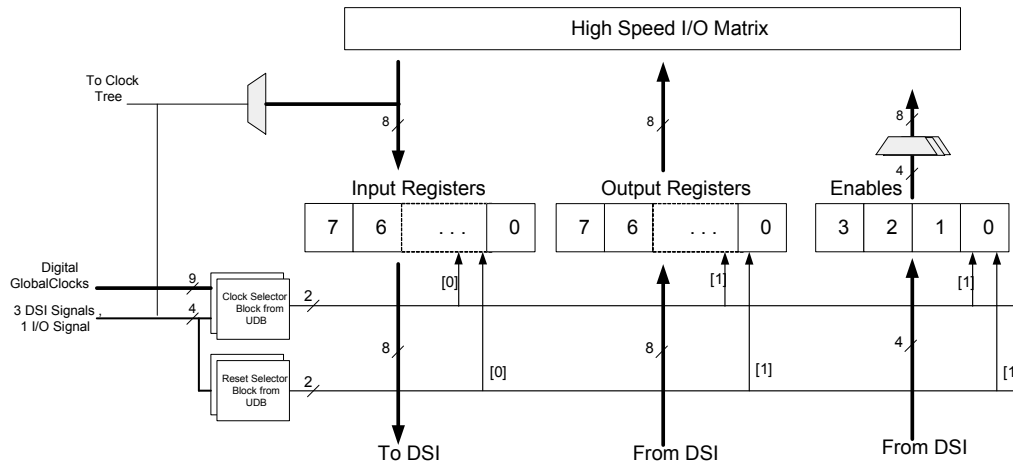 High Speed I/O Matrix
To Clock
Tree
8
8
8
4
Input Registers
Output Registers
Enables
7 6 . . . 0
7 6 . . . 0
3 2 1 0
Digital
GlobalClocks
9
[0]
[1]
[1]
3 DSI Signals ,
1 I/O Signal
4
Clock Selector
Block from
UDB
2
8
8
4
Reset Selector
Block from
UDB
2
[0]
[1]
[1
To DSI
From DSI
From DSI